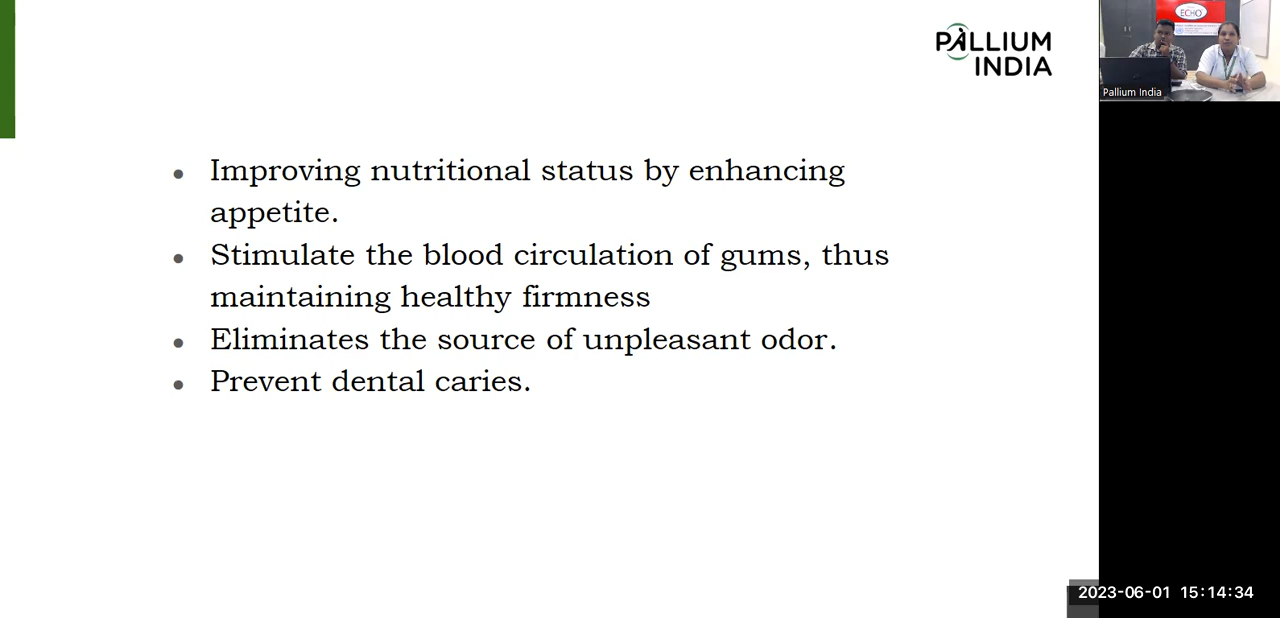 PALLIUM
INDIA
ECHO
Pallium India
• Improving nutritional status by enhancing
appetite.
• Stimulate the blood circulation of gums, thus
maintaining healthy firmness
• Eliminates the source of unpleasant odor.
• Prevent dental caries.
2023-06-01 15:14:34